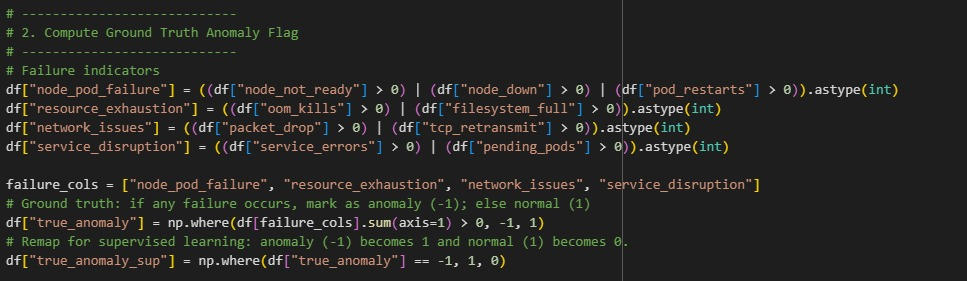 # ----------------------------
# 2. Compute Ground Truth Anomaly Flag
# ----------------------------
# Failure indicators
df["node_pod_failure"] = ((df["node_not_ready"] > 0) | (df["node_down"] > 0) | (df["pod_restarts"] > 0)).astype(int)
df["resource_exhaustion"] = ((df["oom_kills"] > 0) | (df["filesystem_full"] > 0)).astype(int)
df["network_issues"] = ((df["packet_drop"] > 0) | (df["tcp_retransmit"] > 0)).astype(int)
df["service_disruption"] = ((df["service_errors"] > 0) | (df["pending_pods"] > 0)).astype(int)
failure_cols = ["node_pod_failure", "resource_exhaustion", "network_issues", "service_disruption"]
# Ground truth: if any failure occurs, mark as anomaly (-1); else normal (1)
df["true_anomaly"] = np.where(df[failure_cols].sum(axis=1) > 0, -1, 1)
# Remap for supervised learning: anomaly (-1) becomes 1 and normal (1) becomes 0.
df["true_anomaly_sup"] = np.where(df["true_anomaly"] == -1, 1, 0)